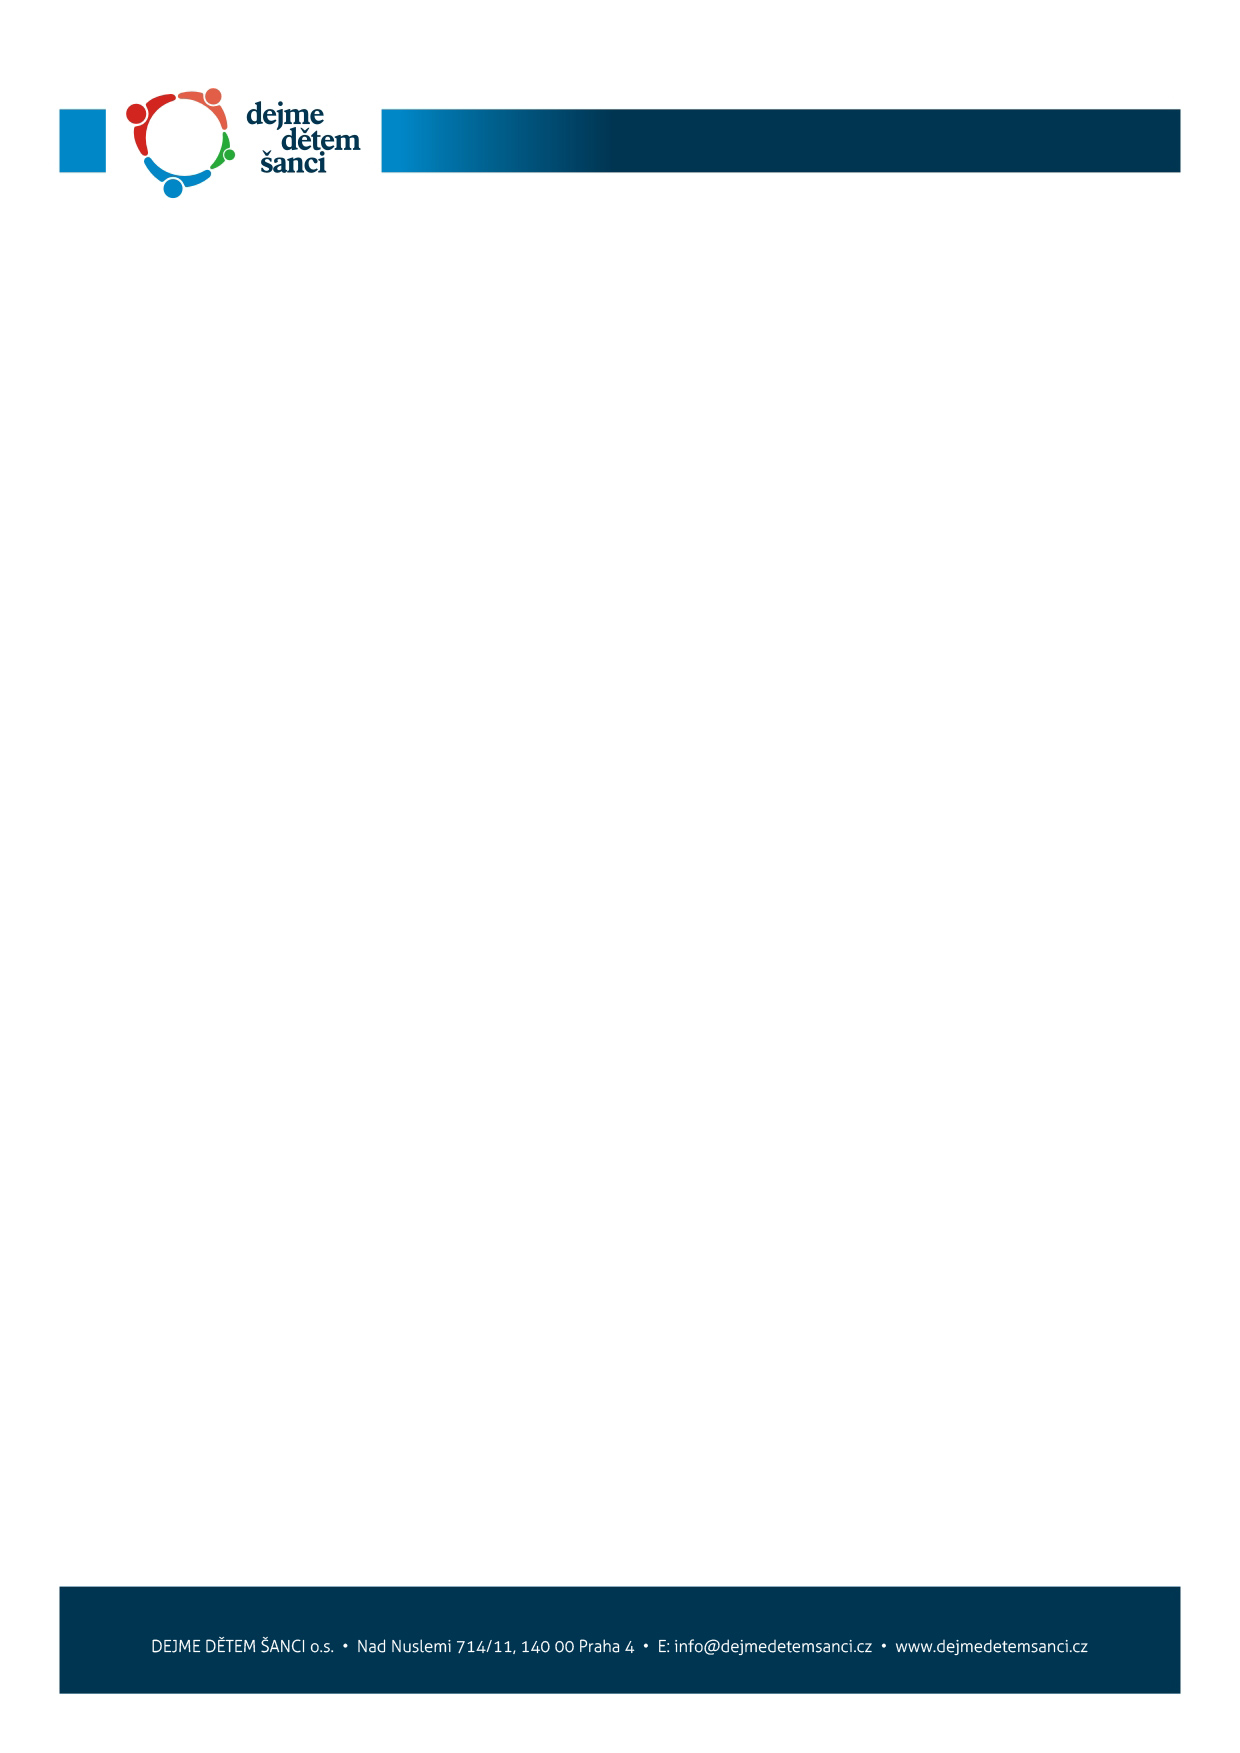 dejme
dětem
šanci
DEJME DĚTEM ŠANCI o.s. • Nad Nuslemi 714/11, 140 00 Praha 4 • E: info@dejmedetemsanci.cz • www.dejmedetemsanci.cz